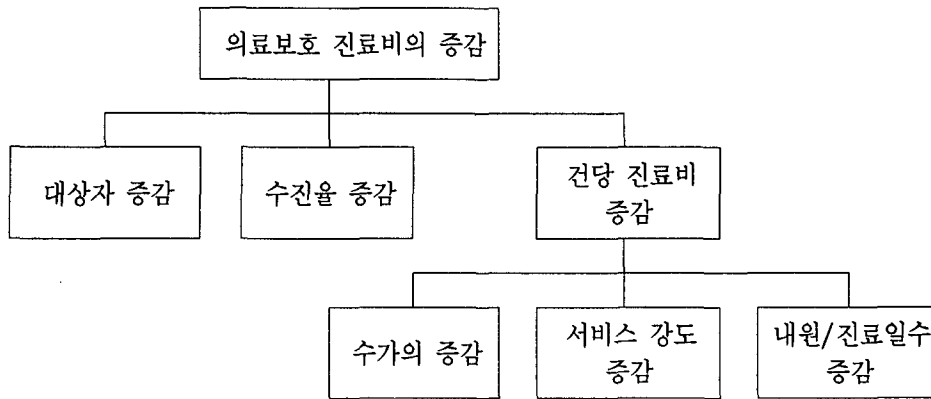 의료보호 진료비의 증감
대상자 증감
수진율 증감
건당 진료비
증감
수가의 증감
서비스 강도
증감
내원/진료일수
증감